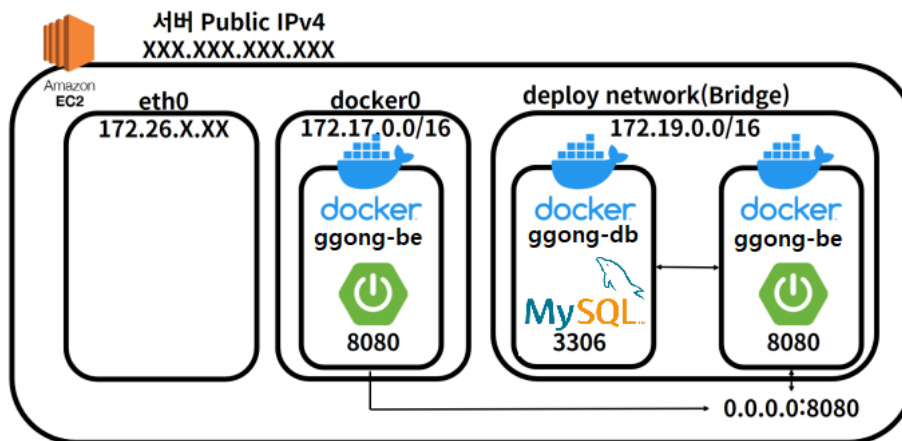 서버 Public IPv4
XXX.XXX.XXX.XXX
Amazon
EC2
eth0
172.26.X.XX
docker0
172.17.0.0/16
docker
ggong-be
8080
deploy network(Bridge)
172.19.0.0/16
docker
ggong-db
MySQL
3306
docker
ggong-be
8080
0.0.0.0:8080